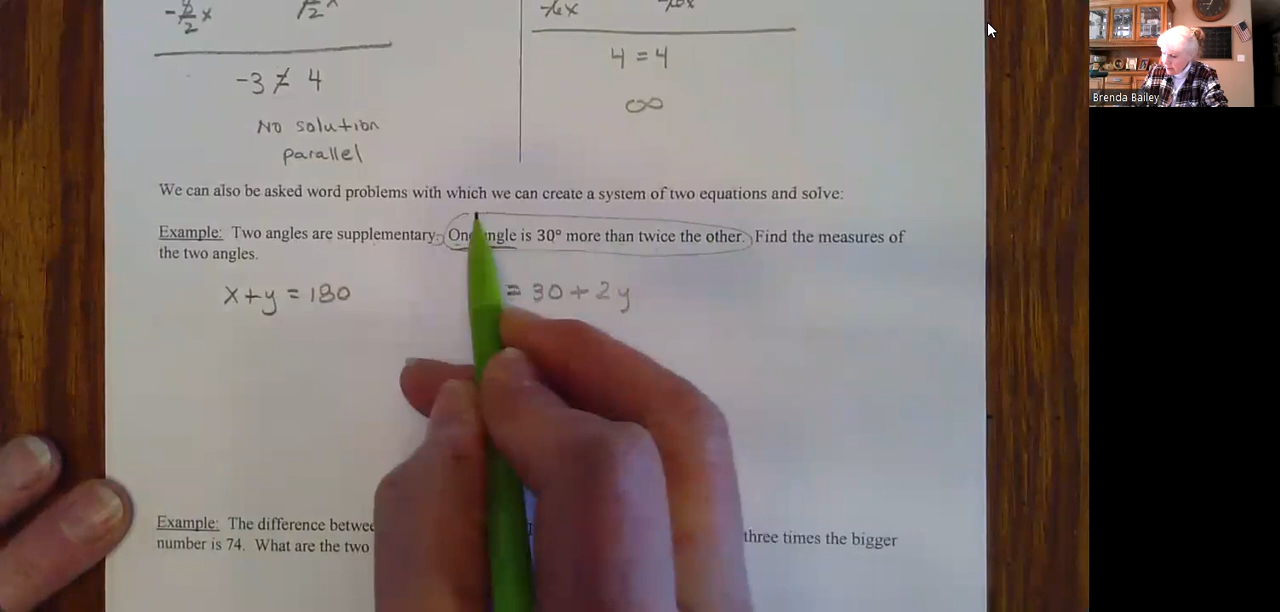 4 = 4
-3 ≠ 4
∞
No solution
parallel
We can also be asked word problems with which we can create a system of two equations and solve:
Example: Two angles are supplementary. One angle is 30° more than twice the other. Find the measures of
the two angles.
x+y = 180 = 30 + 2y
Example: The difference three times the bigger
number is 74. What are the two
Brenda Bailey